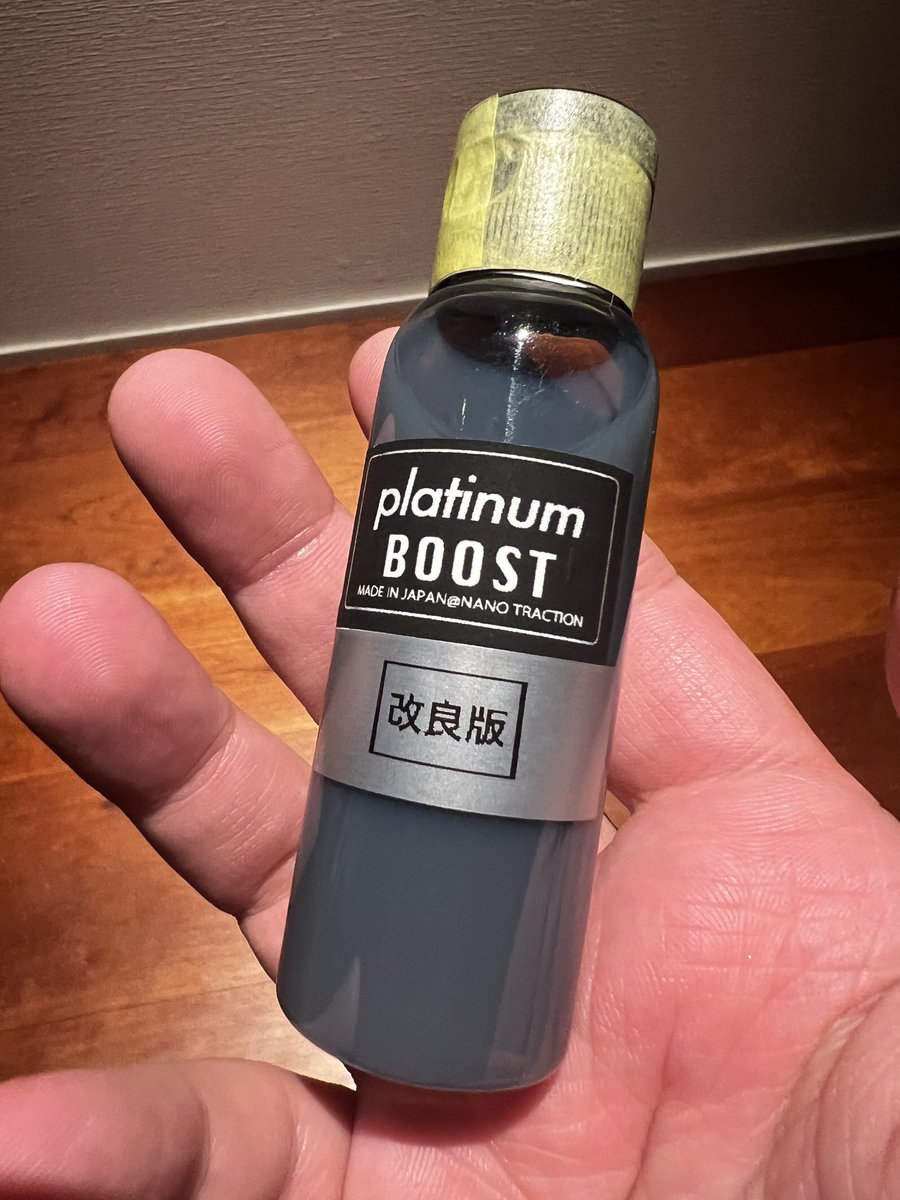 platinum
BOOST
MADE IN JAPAN@NANO TRACTION
改良版